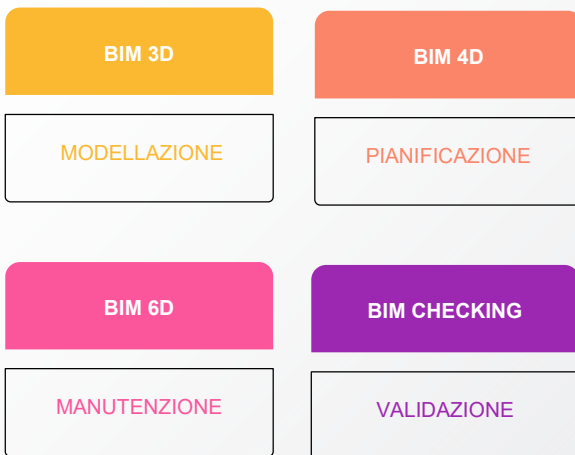 BIM 3D
MODELLAZIONE
BIM 4D
PIANIFICAZIONE
BIM 6D
MANUTENZIONE
BIM CHECKING
VALIDAZIONE